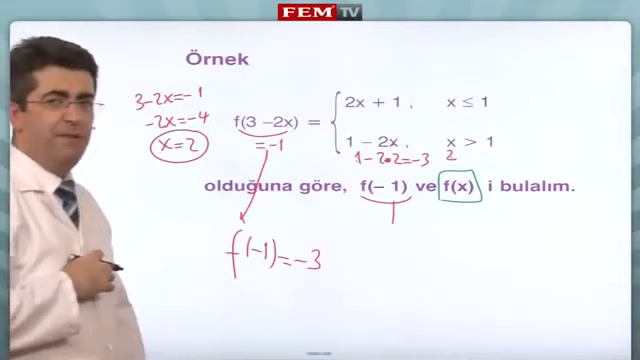 FEM TV
Örnek
3-2x=-1
-2x=-4
x=2
f(3 –2x) =
=-1
2x + 1 , x ≤ 1
1 – 2x , x > 1
1-2•2=-3 2
olduğuna göre, f(– 1) ve f(x) i bulalım.
f(-1)=-3